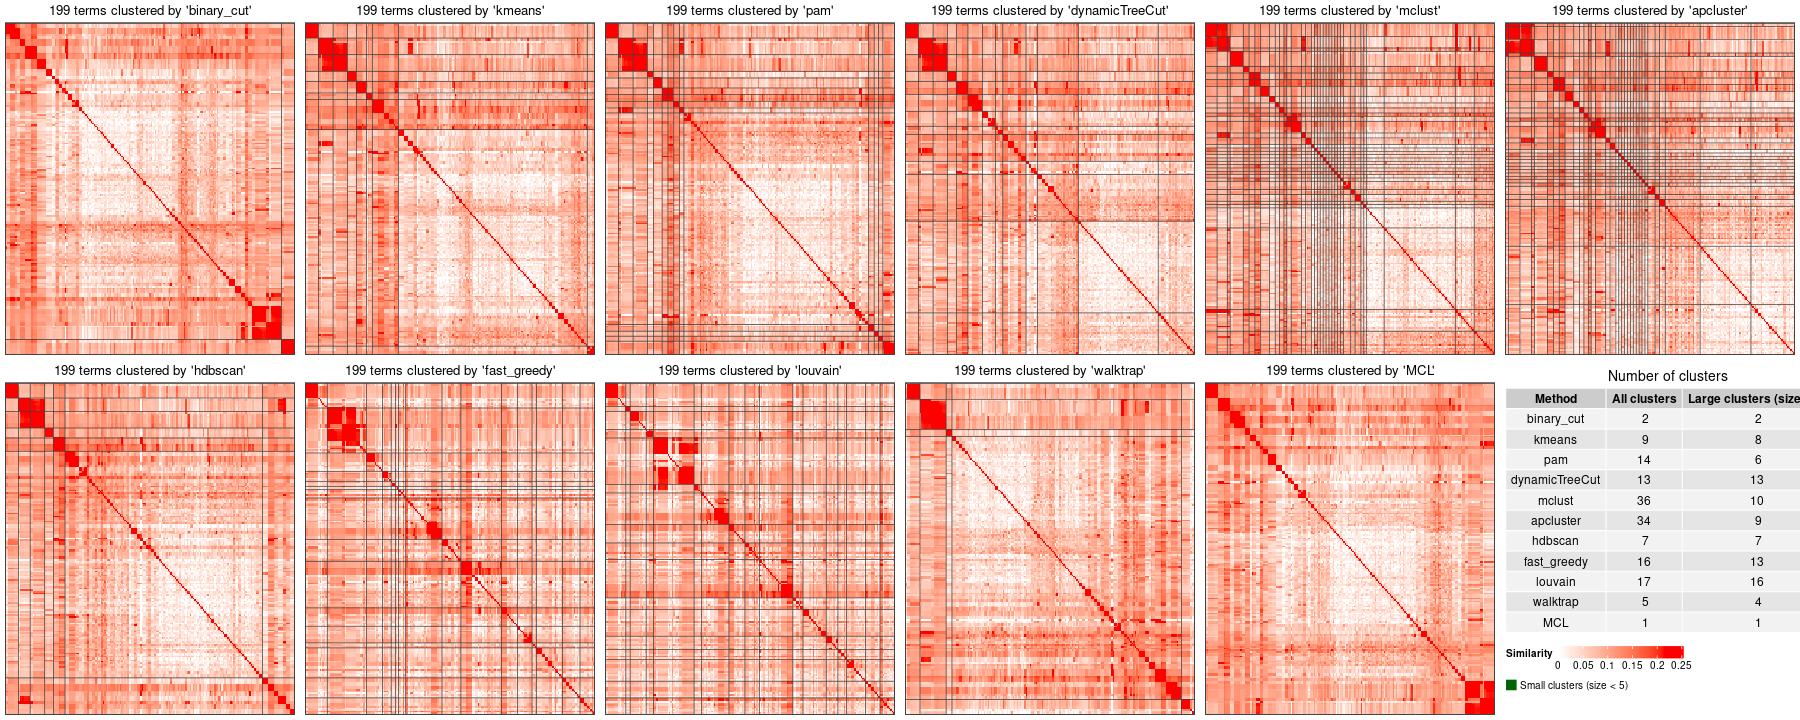 199 terms clustered by 'binary_cut'
199 terms clustered by 'kmeans'
199 terms clustered by 'pam'
199 terms clustered by 'dynamicTreeCut'
199 terms clustered by 'mclust'
199 terms clustered by 'apcluster'
199 terms clustered by 'hdbscan'
199 terms clustered by 'fast_greedy'
199 terms clustered by 'louvain'
199 terms clustered by 'walktrap'
199 terms clustered by 'MCL'
Number of clusters
Method All clusters Large clusters (size
binary_cut 2 2
kmeans 9 8
pam 14 6
dynamicTreeCut 13 13
mclust 36 10
apcluster 34 9
hdbscan 7 7
fast_greedy 16 13
louvain 17 16
walktrap 5 4
MCL 1 1
Similarity
0 0.05 0.1 0.15 0.2 0.25
Small clusters (size < 5)